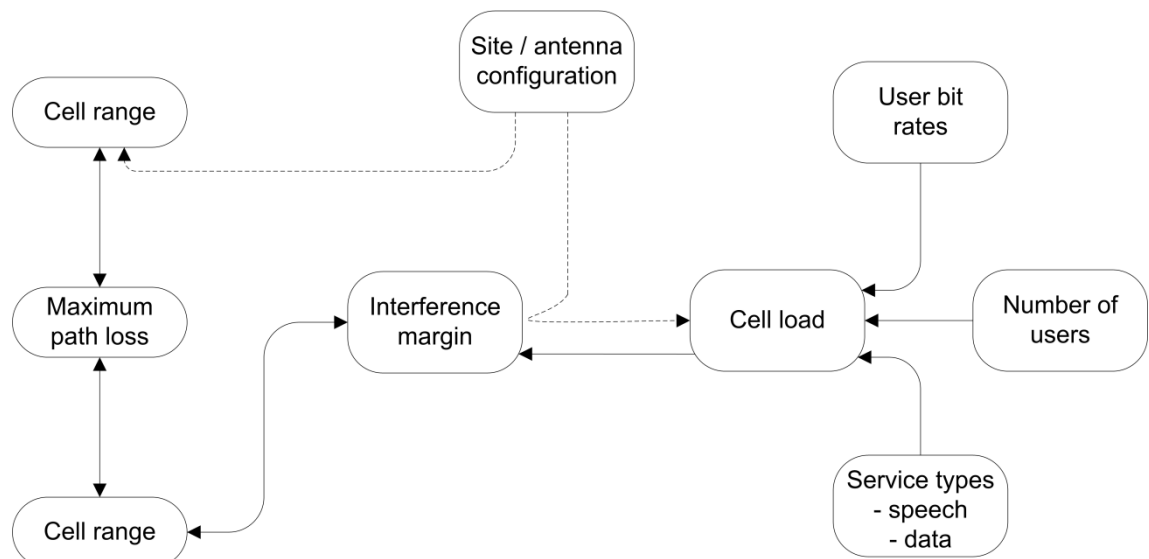 Site / antenna
configuration
Cell range
User bit
rates
Maximum
path loss
Interference
margin
Cell load
Number of
users
Cell range
Service types
- speech
- data